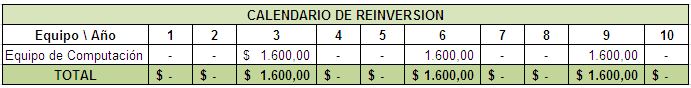 CALENDARIO DE REINVERSION
Equipo \ Año 1 2 3 4 5 6 7 8 9 10
Equipo de Computación - - $ 1.600,00 - - 1.600,00 - - 1.600,00 -
TOTAL $ - $ - $ 1.600,00 $ - $ - $ 1.600,00 $ - $ - $ 1.600,00 $ -